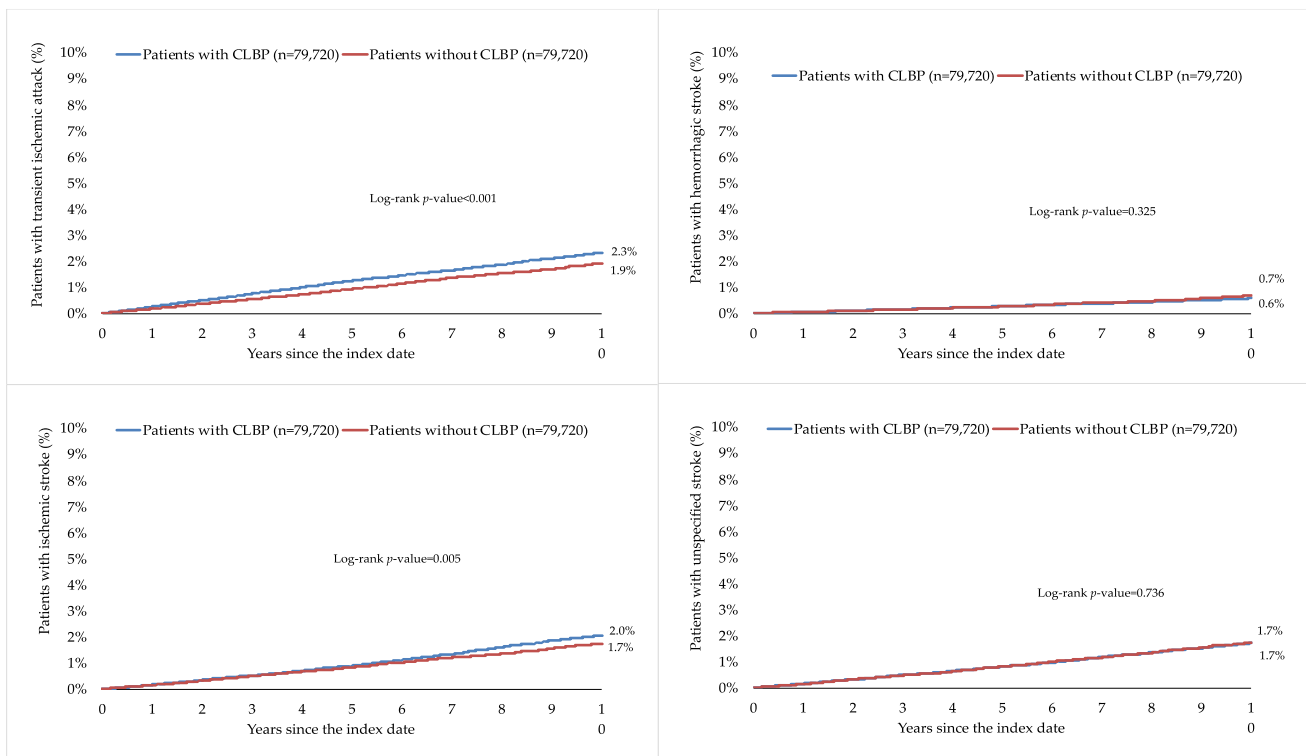 Patients with transient ischemic attack (%)
10%
9%
8%
7%
6%
5%
4%
3%
2%
1%
0%
Patients with CLBP (n=79,720)
Patients without CLBP (n=79,720)
Log-rank p-value<0.001
2.3%
1.9%
0 1 2 3 4 5 6 7 8 9 1
0
Years since the index date
Patients with hemorrhagic stroke (%)
10%
9%
8%
7%
6%
5%
4%
3%
2%
1%
0%
Patients with CLBP (n=79,720)
Patients without CLBP (n=79,720)
Log-rank p-value=0.325
0.7%
0.6%
0 1 2 3 4 5 6 7 8 9 1
0
Years since the index date
Patients with ischemic stroke (%)
10%
9%
8%
7%
6%
5%
4%
3%
2%
1%
0%
Patients with CLBP (n=79,720)
Patients without CLBP (n=79,720)
Log-rank p-value=0.005
2.0%
1.7%
0 1 2 3 4 5 6 7 8 9 1
0
Years since the index date
Patients with unspecified stroke (%)
10%
9%
8%
7%
6%
5%
4%
3%
2%
1%
0%
Patients with CLBP (n=79,720)
Patients without CLBP (n=79,720)
Log-rank p-value=0.736
1.7%
1.7%
0 1 2 3 4 5 6 7 8 9 1
0
Years since the index date